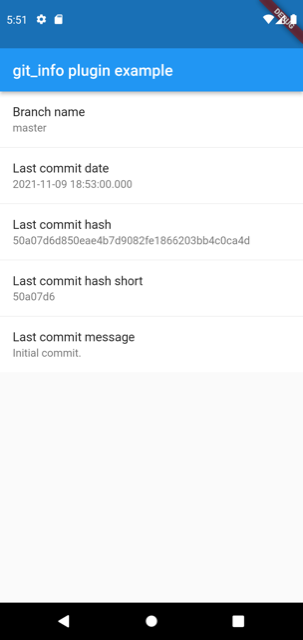 5:51
DEBUG
git_info plugin example
Branch name
master
Last commit date
2021-11-09 18:53:00.000
Last commit hash
50a07d6d850eae4b7d9082fe1866203bb4c0ca4d
Last commit hash short
50a07d6
Last commit message
Initial commit.